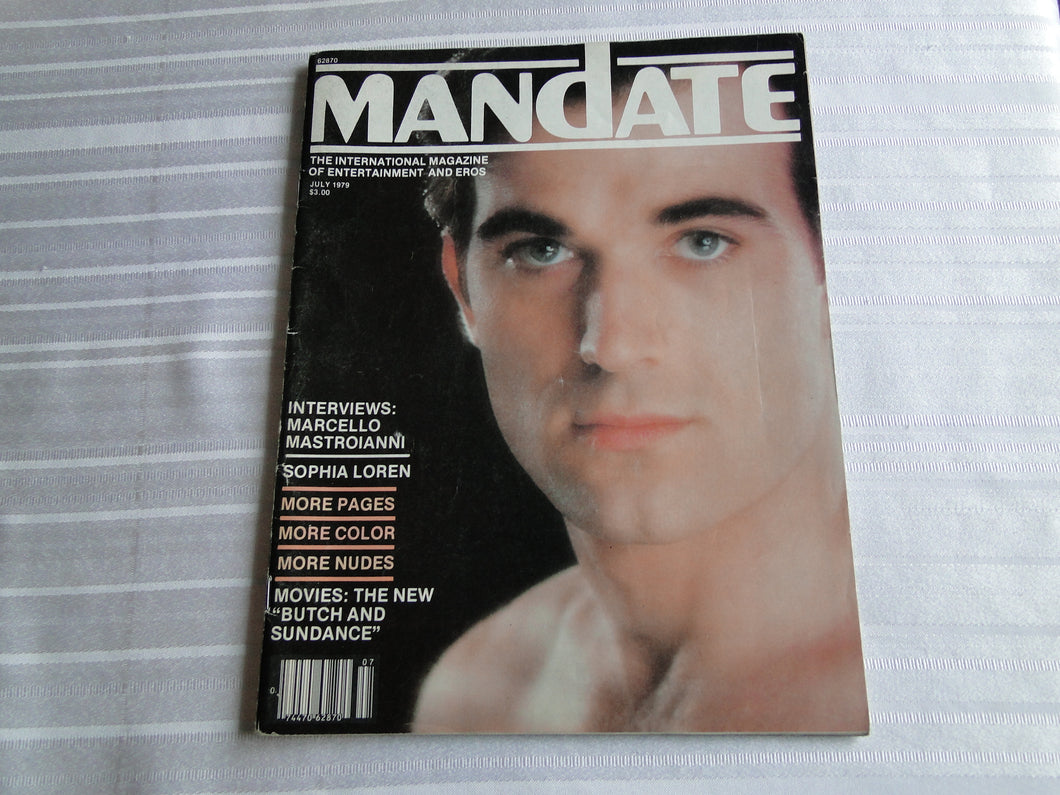 62870
MANdATE
THE INTERNATIONAL MAGAZINE
OF ENTERTAINMENT AND EROS
JULY 1979
$3.00
INTERVIEWS:
MARCELLO
MASTROIANNI
SOPHIA LOREN
MORE PAGES
MORE COLOR
MORE NUDES
MOVIES: THE NEW
"BUTCH AND
SUNDANCE"
07
0
74470 62870